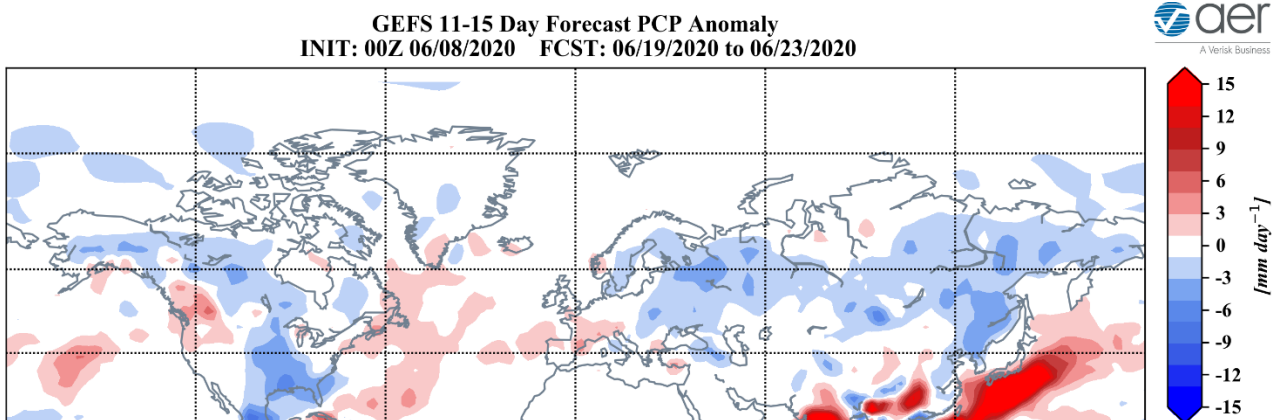 GEFS 11-15 Day Forecast PCP Anomaly
INIT: 00Z 06/08/2020 FCST: 06/19/2020 to 06/23/2020
aer
A Verisk Business
15
12
9
6
3
0
-3
-6
-9
-12
-15
[mm day⁻¹]